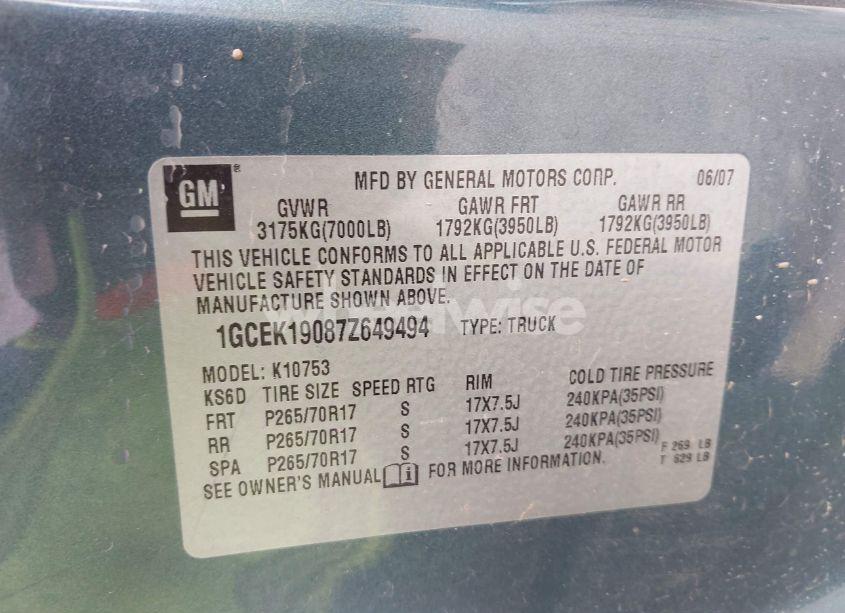 GM®
MFD BY GENERAL MOTORS CORP. 06/07
GVWR GAWR FRT GAWR RR
3175KG(7000LB) 1792KG(3950LB) 1792KG(3950LB)
THIS VEHICLE CONFORMS TO ALL APPLICABLE U.S. FEDERAL MOTOR
VEHICLE SAFETY STANDARDS IN EFFECT ON THE DATE OF
MANUFACTURE SHOWN ABOVE.
1GCEK19087Z649494 TYPE: TRUCK
MODEL: K10753
KS6D TIRE SIZE SPEED RTG RIM COLD TIRE PRESSURE
FRT P265/70R17 S 17X7.5J 240KPA(35PSI)
RR P265/70R17 S 17X7.5J 240KPA(35PSI)
SPA P265/70R17 S 17X7.5J 240KPA(35PSI)
F 269 LB
T 629 LB
SEE OWNER'S MANUAL FOR MORE INFORMATION.